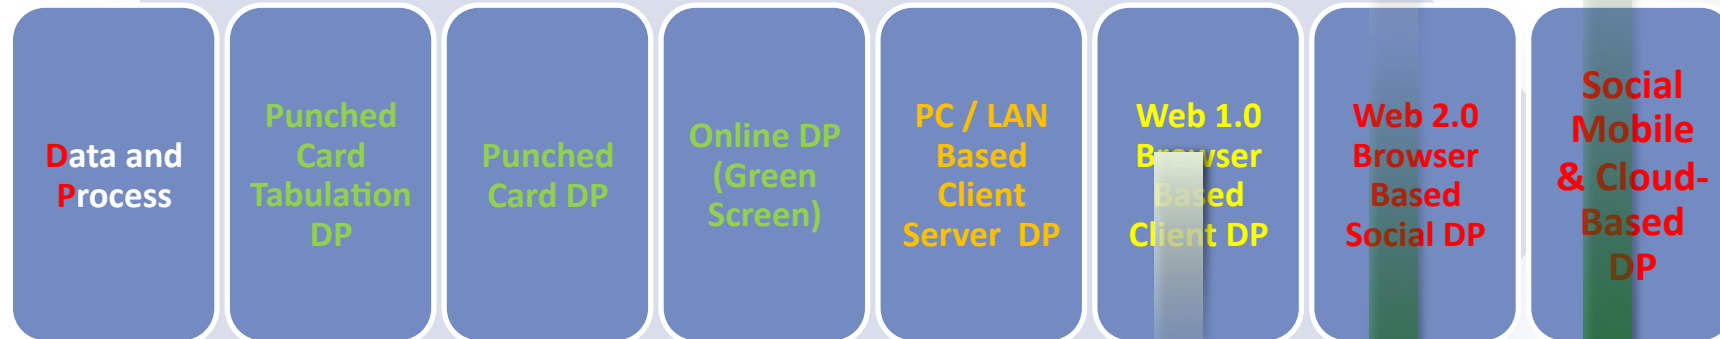 Data and
Process
Punched
Card
Tabulation
DP
Punched
Card DP
Online DP
(Green
Screen)
PC / LAN
Based
Client
Server DP
Web 1.0
Browser
Based
Client DP
Web 2.0
Browser
Based
Social DP
Social
Mobile
& Cloud-
Based
DP